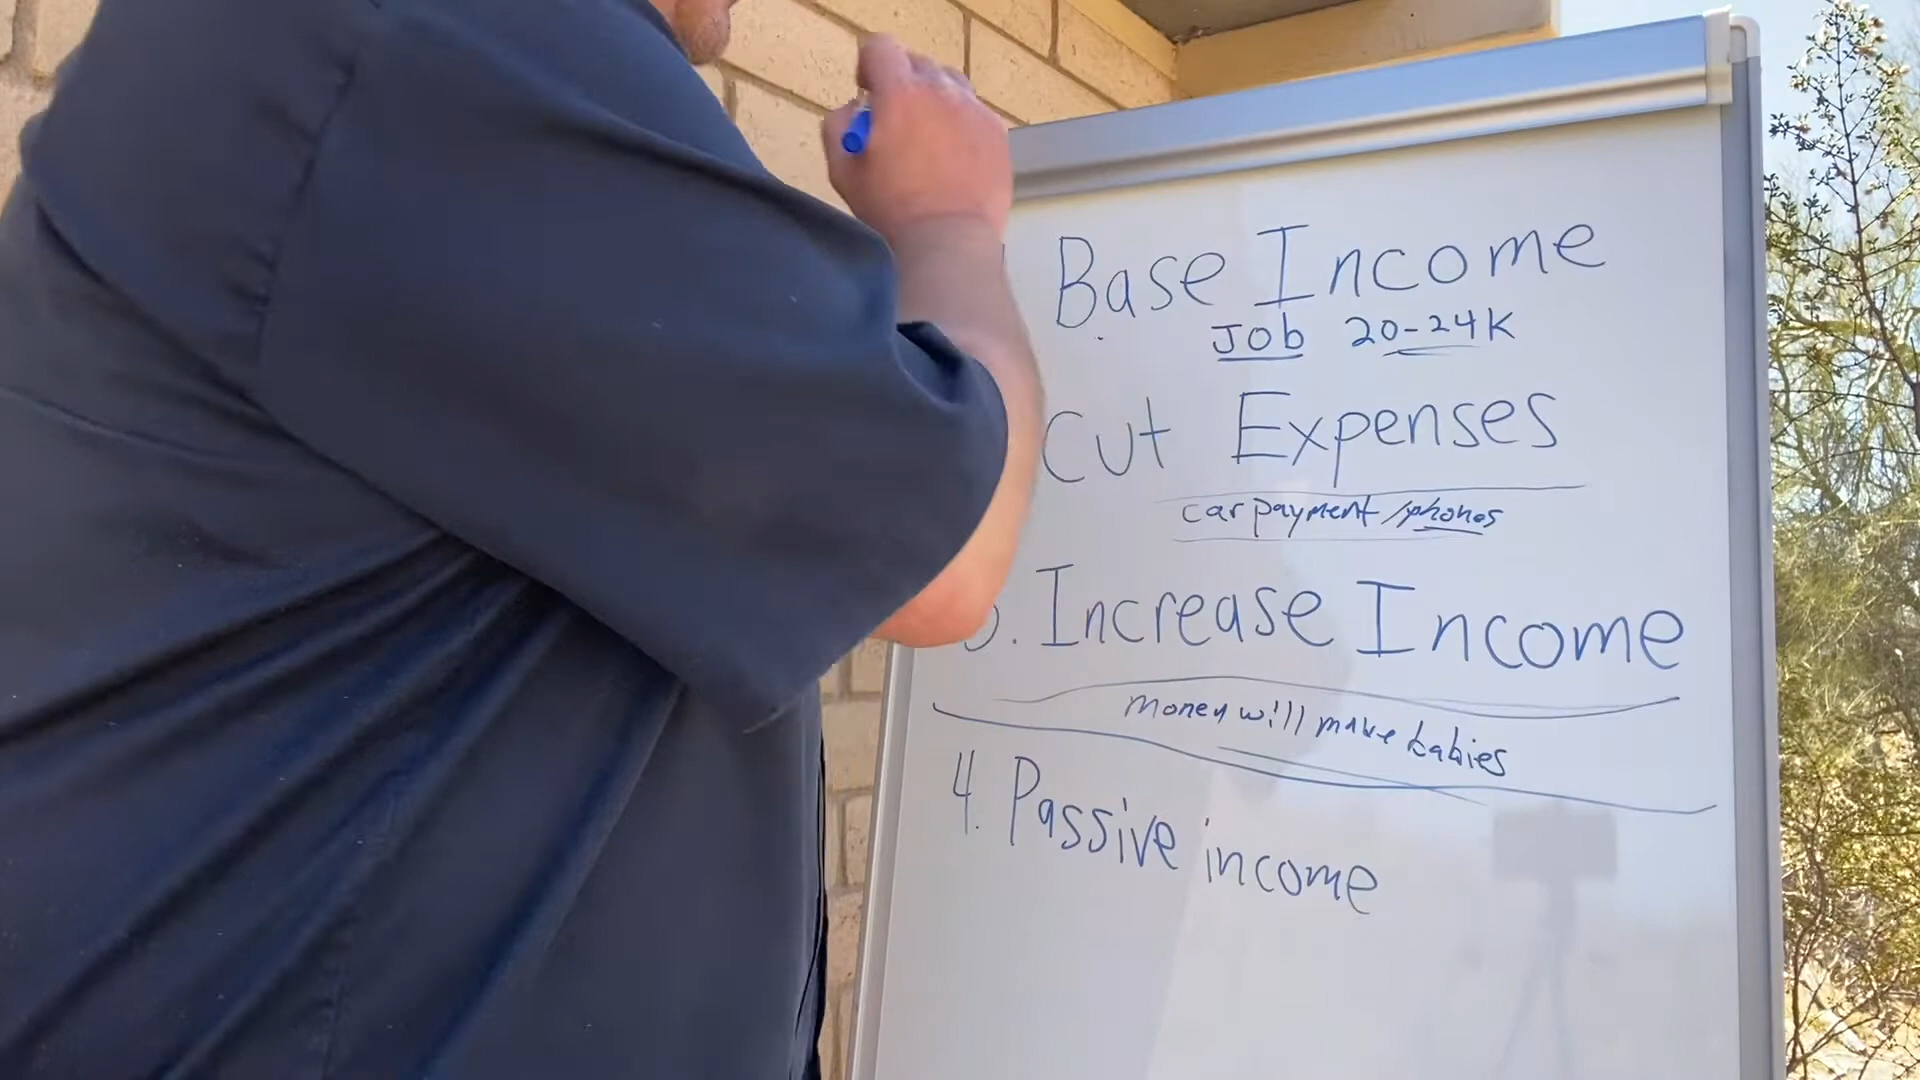 Base Income
Job 20-24K
Cut Expenses
car payment / phones
3. Increase Income
money will make babies
4. Passive income